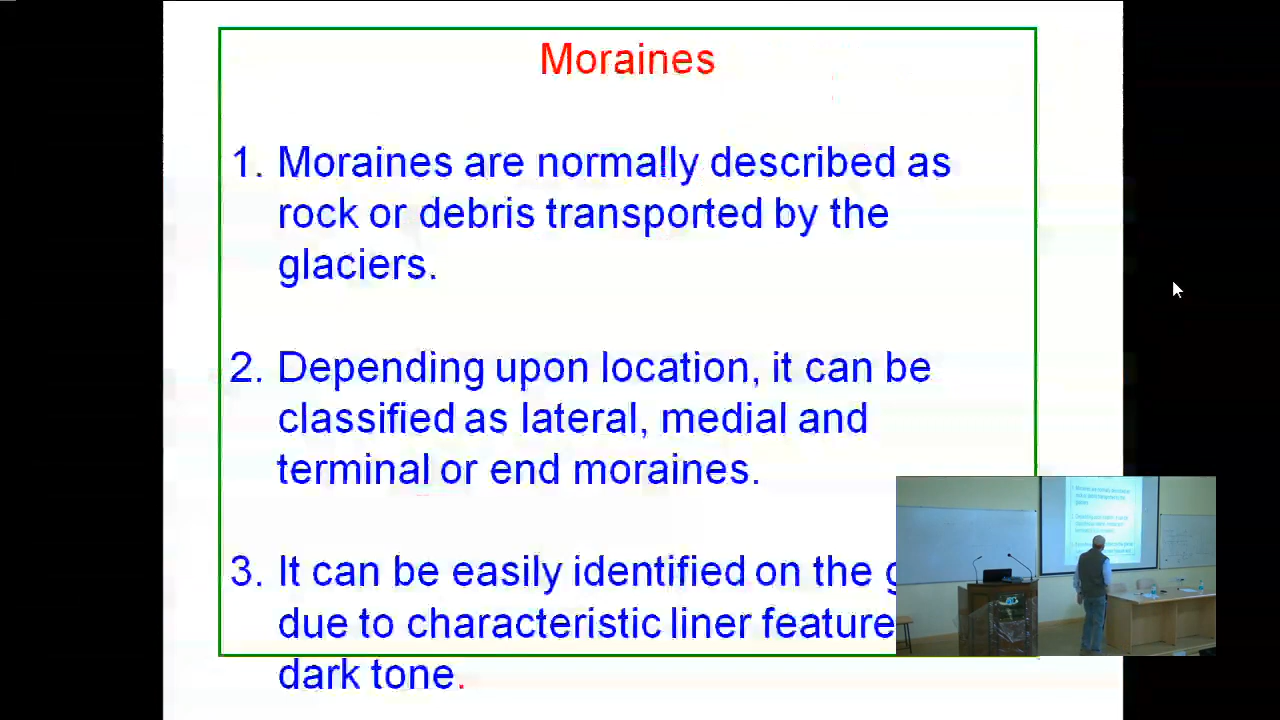 Moraines
1. Moraines are normally described as
rock or debris transported by the
glaciers.
2. Depending upon location, it can be
classified as lateral, medial and
terminal or end moraines.
3. It can be easily identified on the
due to characteristic liner feature
dark tone.